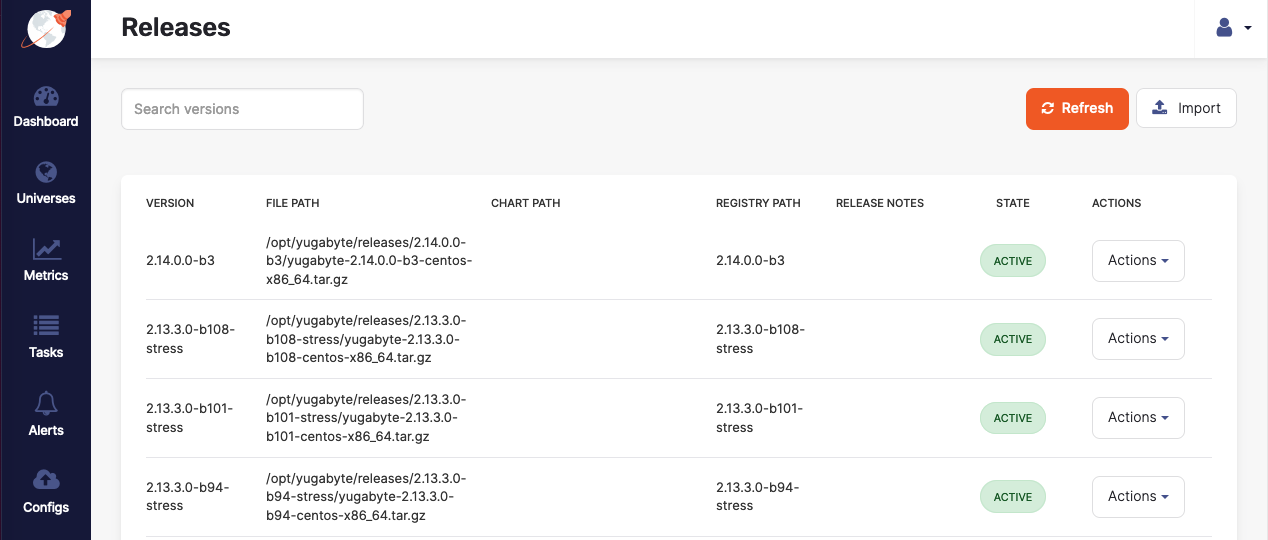 Releases
Dashboard
Universes
Metrics
Tasks
Alerts
Configs
Search versions
Refresh
Import
VERSION FILE PATH CHART PATH REGISTRY PATH RELEASE NOTES STATE ACTIONS
2.14.0.0-b3
/opt/yugabyte/releases/2.14.0.0-
b3/yugabyte-2.14.0.0-b3-centos-
x86_64.tar.gz
2.14.0.0-b3
ACTIVE
Actions
2.13.3.0-b108-
stress
/opt/yugabyte/releases/2.13.3.0-
b108-stress/yugabyte-2.13.3.0-
b108-centos-x86_64.tar.gz
2.13.3.0-b108-
stress
ACTIVE
Actions
2.13.3.0-b101-
stress
/opt/yugabyte/releases/2.13.3.0-
b101-stress/yugabyte-2.13.3.0-
b101-centos-x86_64.tar.gz
2.13.3.0-b101-
stress
ACTIVE
Actions
2.13.3.0-b94-
stress
/opt/yugabyte/releases/2.13.3.0-
b94-stress/yugabyte-2.13.3.0-
b94-centos-x86_64.tar.gz
2.13.3.0-b94-
stress
ACTIVE
Actions